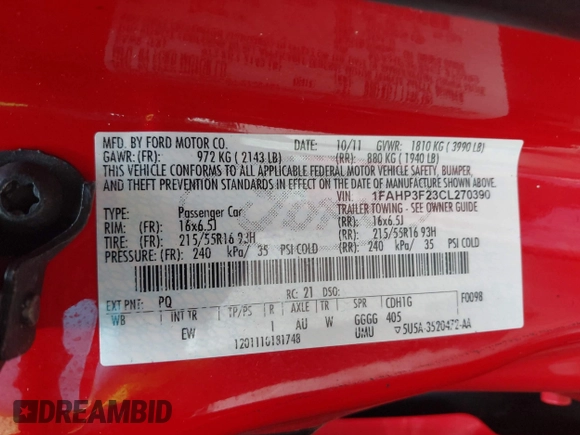 MFD. BY FORD MOTOR CO.
DATE: 10/11 GVWR: 1810 KG ( 3990 LB)
GAWR: (FR): 972 KG ( 2143 LB) (RR): 880 KG ( 1940 LB)
THIS VEHICLE CONFORMS TO ALL APPLICABLE FEDERAL MOTOR VEHICLE SAFETY, BUMPER,
AND THEFT PREVENTION STANDARDS IN EFFECT ON THE DATE OF MANUFACTURE SHOWN ABOVE.
VIN: 1FAHP3F23CL270390
TYPE: Passenger Car TRAILER TOWING - SEE OWNER GUIDE
RIM: (FR): 16x6.5J (RR): 16x6.5J
TIRE: (FR): 215/55R16 93H (RR): 215/55R16 93H
PRESSURE: (FR): 240 kPa/ 35 PSI COLD (RR): 240 kPa/ 35 PSI COLD
RC: 21 DSO:
EXT PNT: PQ
F0098
WB INT TR TP/PS R AXLE TR SPR CDH1G
EW I AU W GGGG 405
UMU
1201110181748
5U5A-3520472-AA
DREAMBID